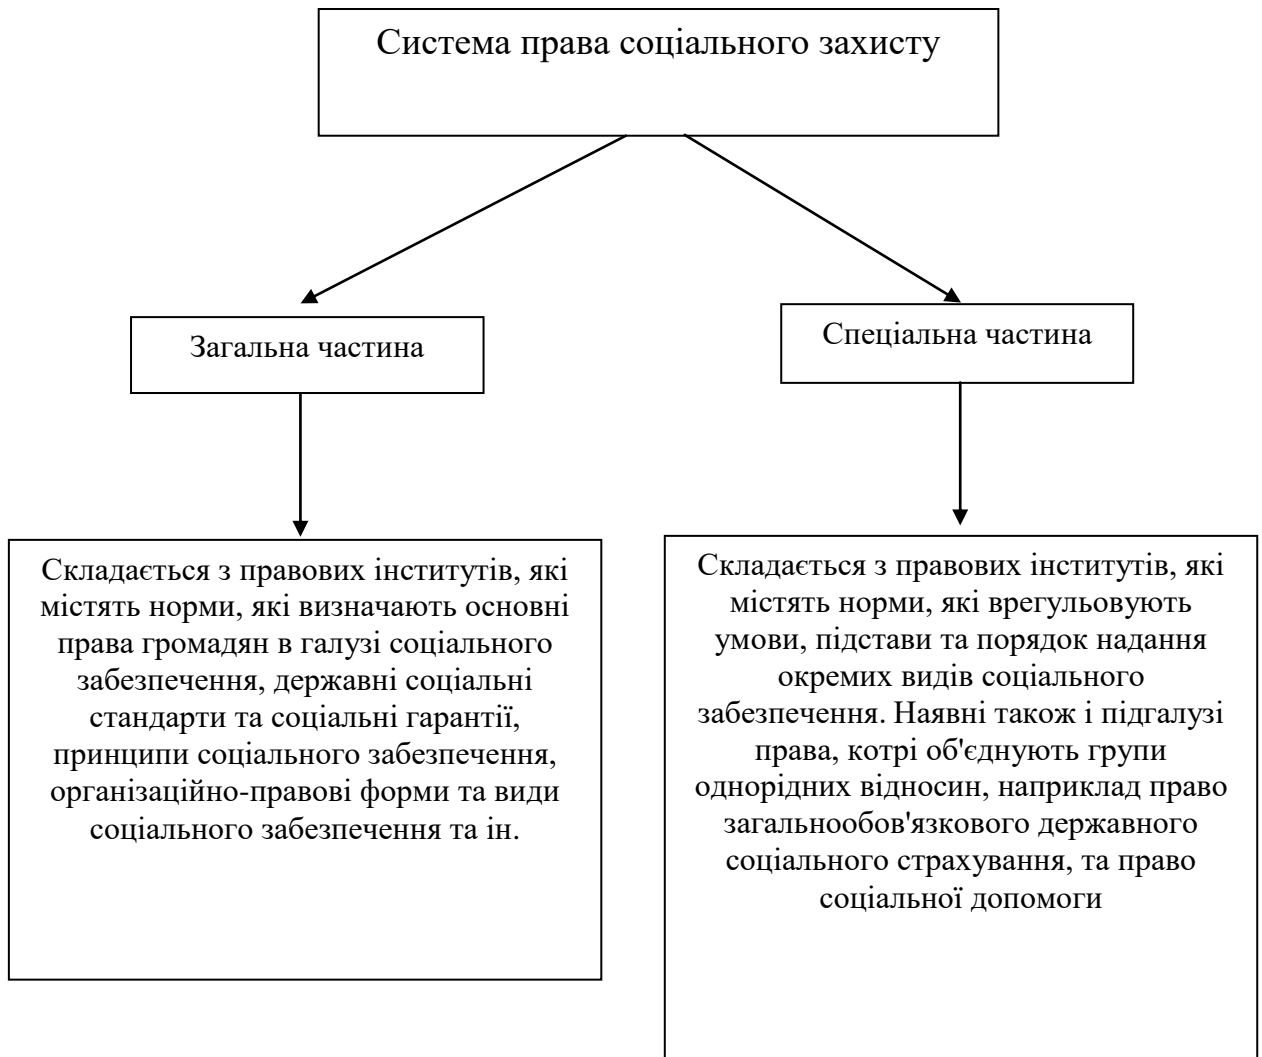 Система права соціального захисту
Загальна частина
Спеціальна частина
Складається з правових інститутів, які
містять норми, які визначають основні
права громадян в галузі соціального
забезпечення, державні соціальні
стандарти та соціальні гарантії,
принципи соціального забезпечення,
організаційно-правові форми та види
соціального забезпечення та ін.
Складається з правових інститутів, які
містять норми, які врегульовують
умови, підстави та порядок надання
окремих видів соціального
забезпечення. Наявні також і підгалузі
права, котрі об'єднують групи
однорідних відносин, наприклад право
загальнообов'язкового державного
соціального страхування, та право
соціальної допомоги